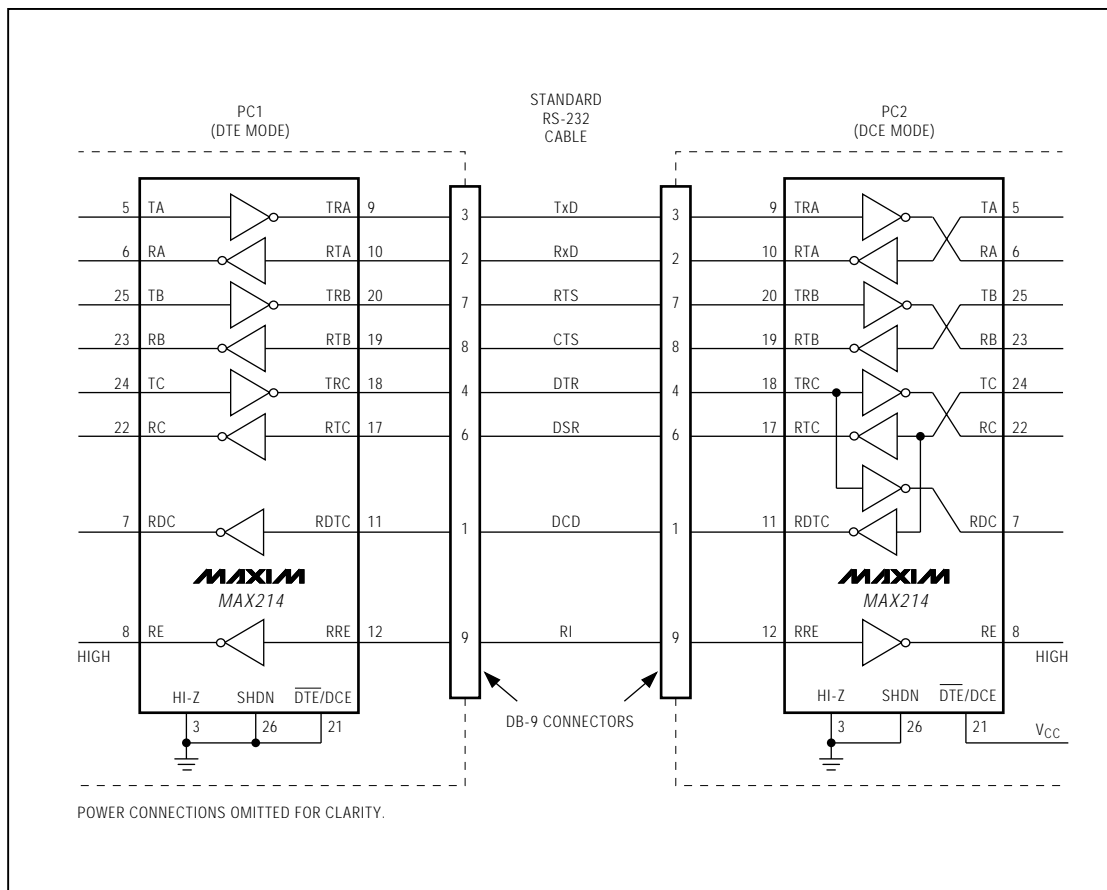 PC1
(DTE MODE)
STANDARD
RS-232
CABLE
PC2
(DCE MODE)
5 TA TRA 9 3 TxD 3 9 TRA TA 5
6 RA RTA 10 2 RxD 2 10 RTA RA 6
25 TB TRB 20 7 RTS 7 20 TRB TB 25
23 RB RTB 19 8 CTS 8 19 RTB RB 23
24 TC TRC 18 4 DTR 4 18 TRC TC 24
22 RC RTC 17 6 DSR 6 17 RTC RC 22
7 RDC RDTC 11 1 DCD 1 11 RDTC RDC 7
MAXIM MAXIM
MAX214 MAX214
8 RE RRE 12 9 RI 9 12 RRE RE 8
HIGH HIGH
HI-Z SHDN DTE/DCE HI-Z SHDN DTE/DCE
3 26 21 DB-9 CONNECTORS 3 26 21
VCC
POWER CONNECTIONS OMITTED FOR CLARITY.